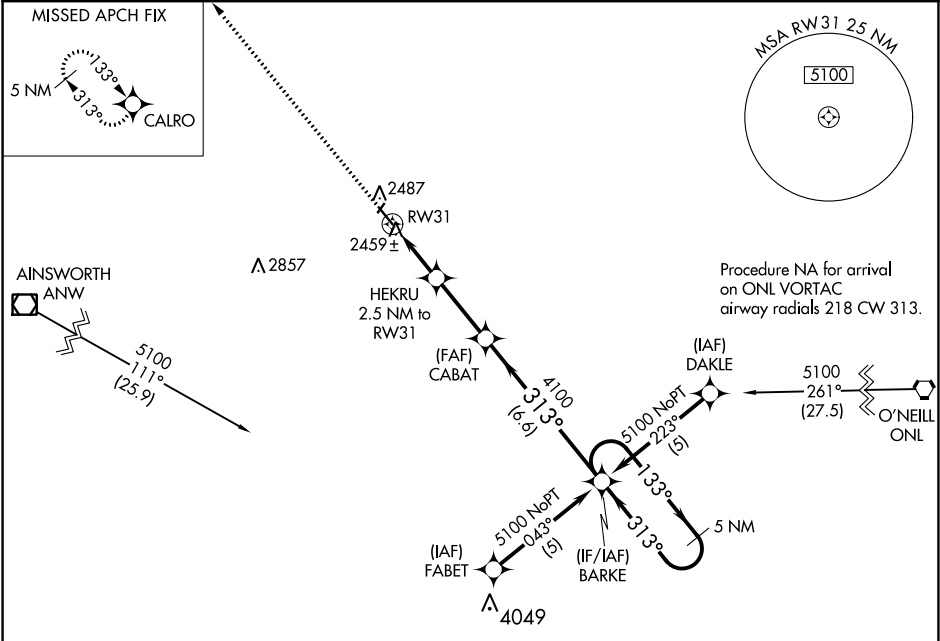 MISSED APCH FIX
133°
5 NM
313°
CALRO
MSA RW31 25 NM
5100
2487
RW31
2459±
2857
HEKRU
2.5 NM to
RW31
AINSWORTH
ANW
5100
111°
(25.9)
Procedure NA for arrival
on ONL VORTAC
airway radials 218 CW 313.
(FAF)
CABAT
4100
313°
(6.6)
(IAF)
DAKLE
5100
261°
(27.5)
O'NEILL
ONL
5100 NoPT
223°
(5)
133°
313°
5 NM
5100 NoPT
043°
(5)
(IAF)
FABET
(IF/IAF)
BARKE
4049